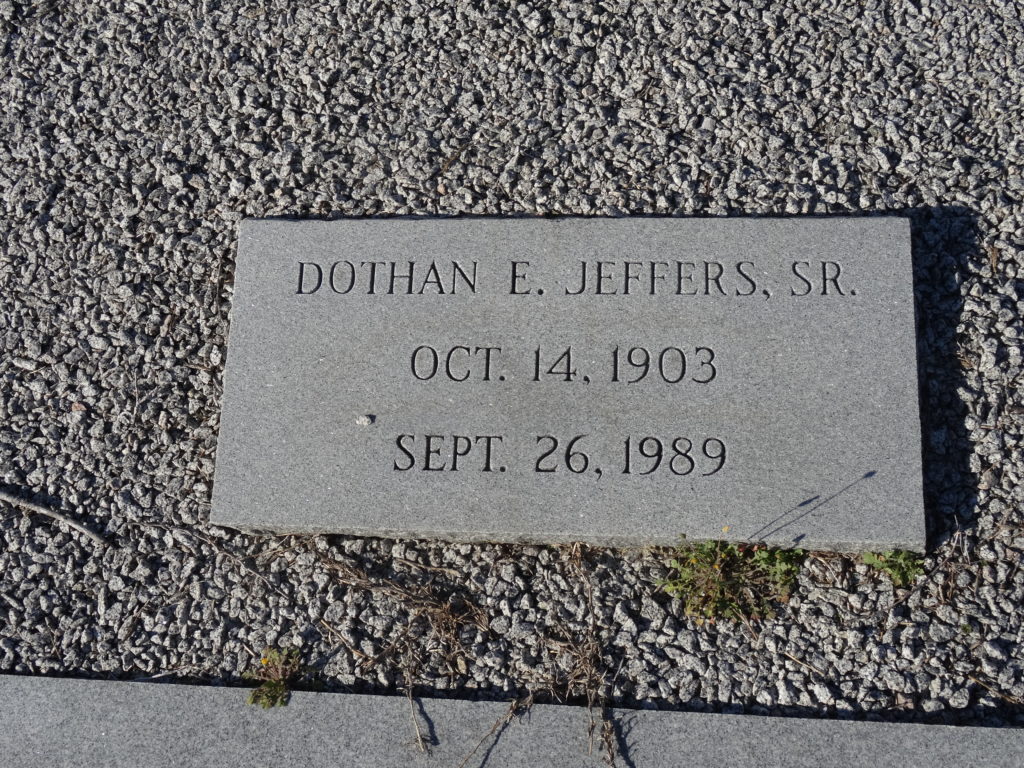 DOTHAN E. JEFFERS, SR.
OCT. 14, 1903
SEPT. 26, 1989